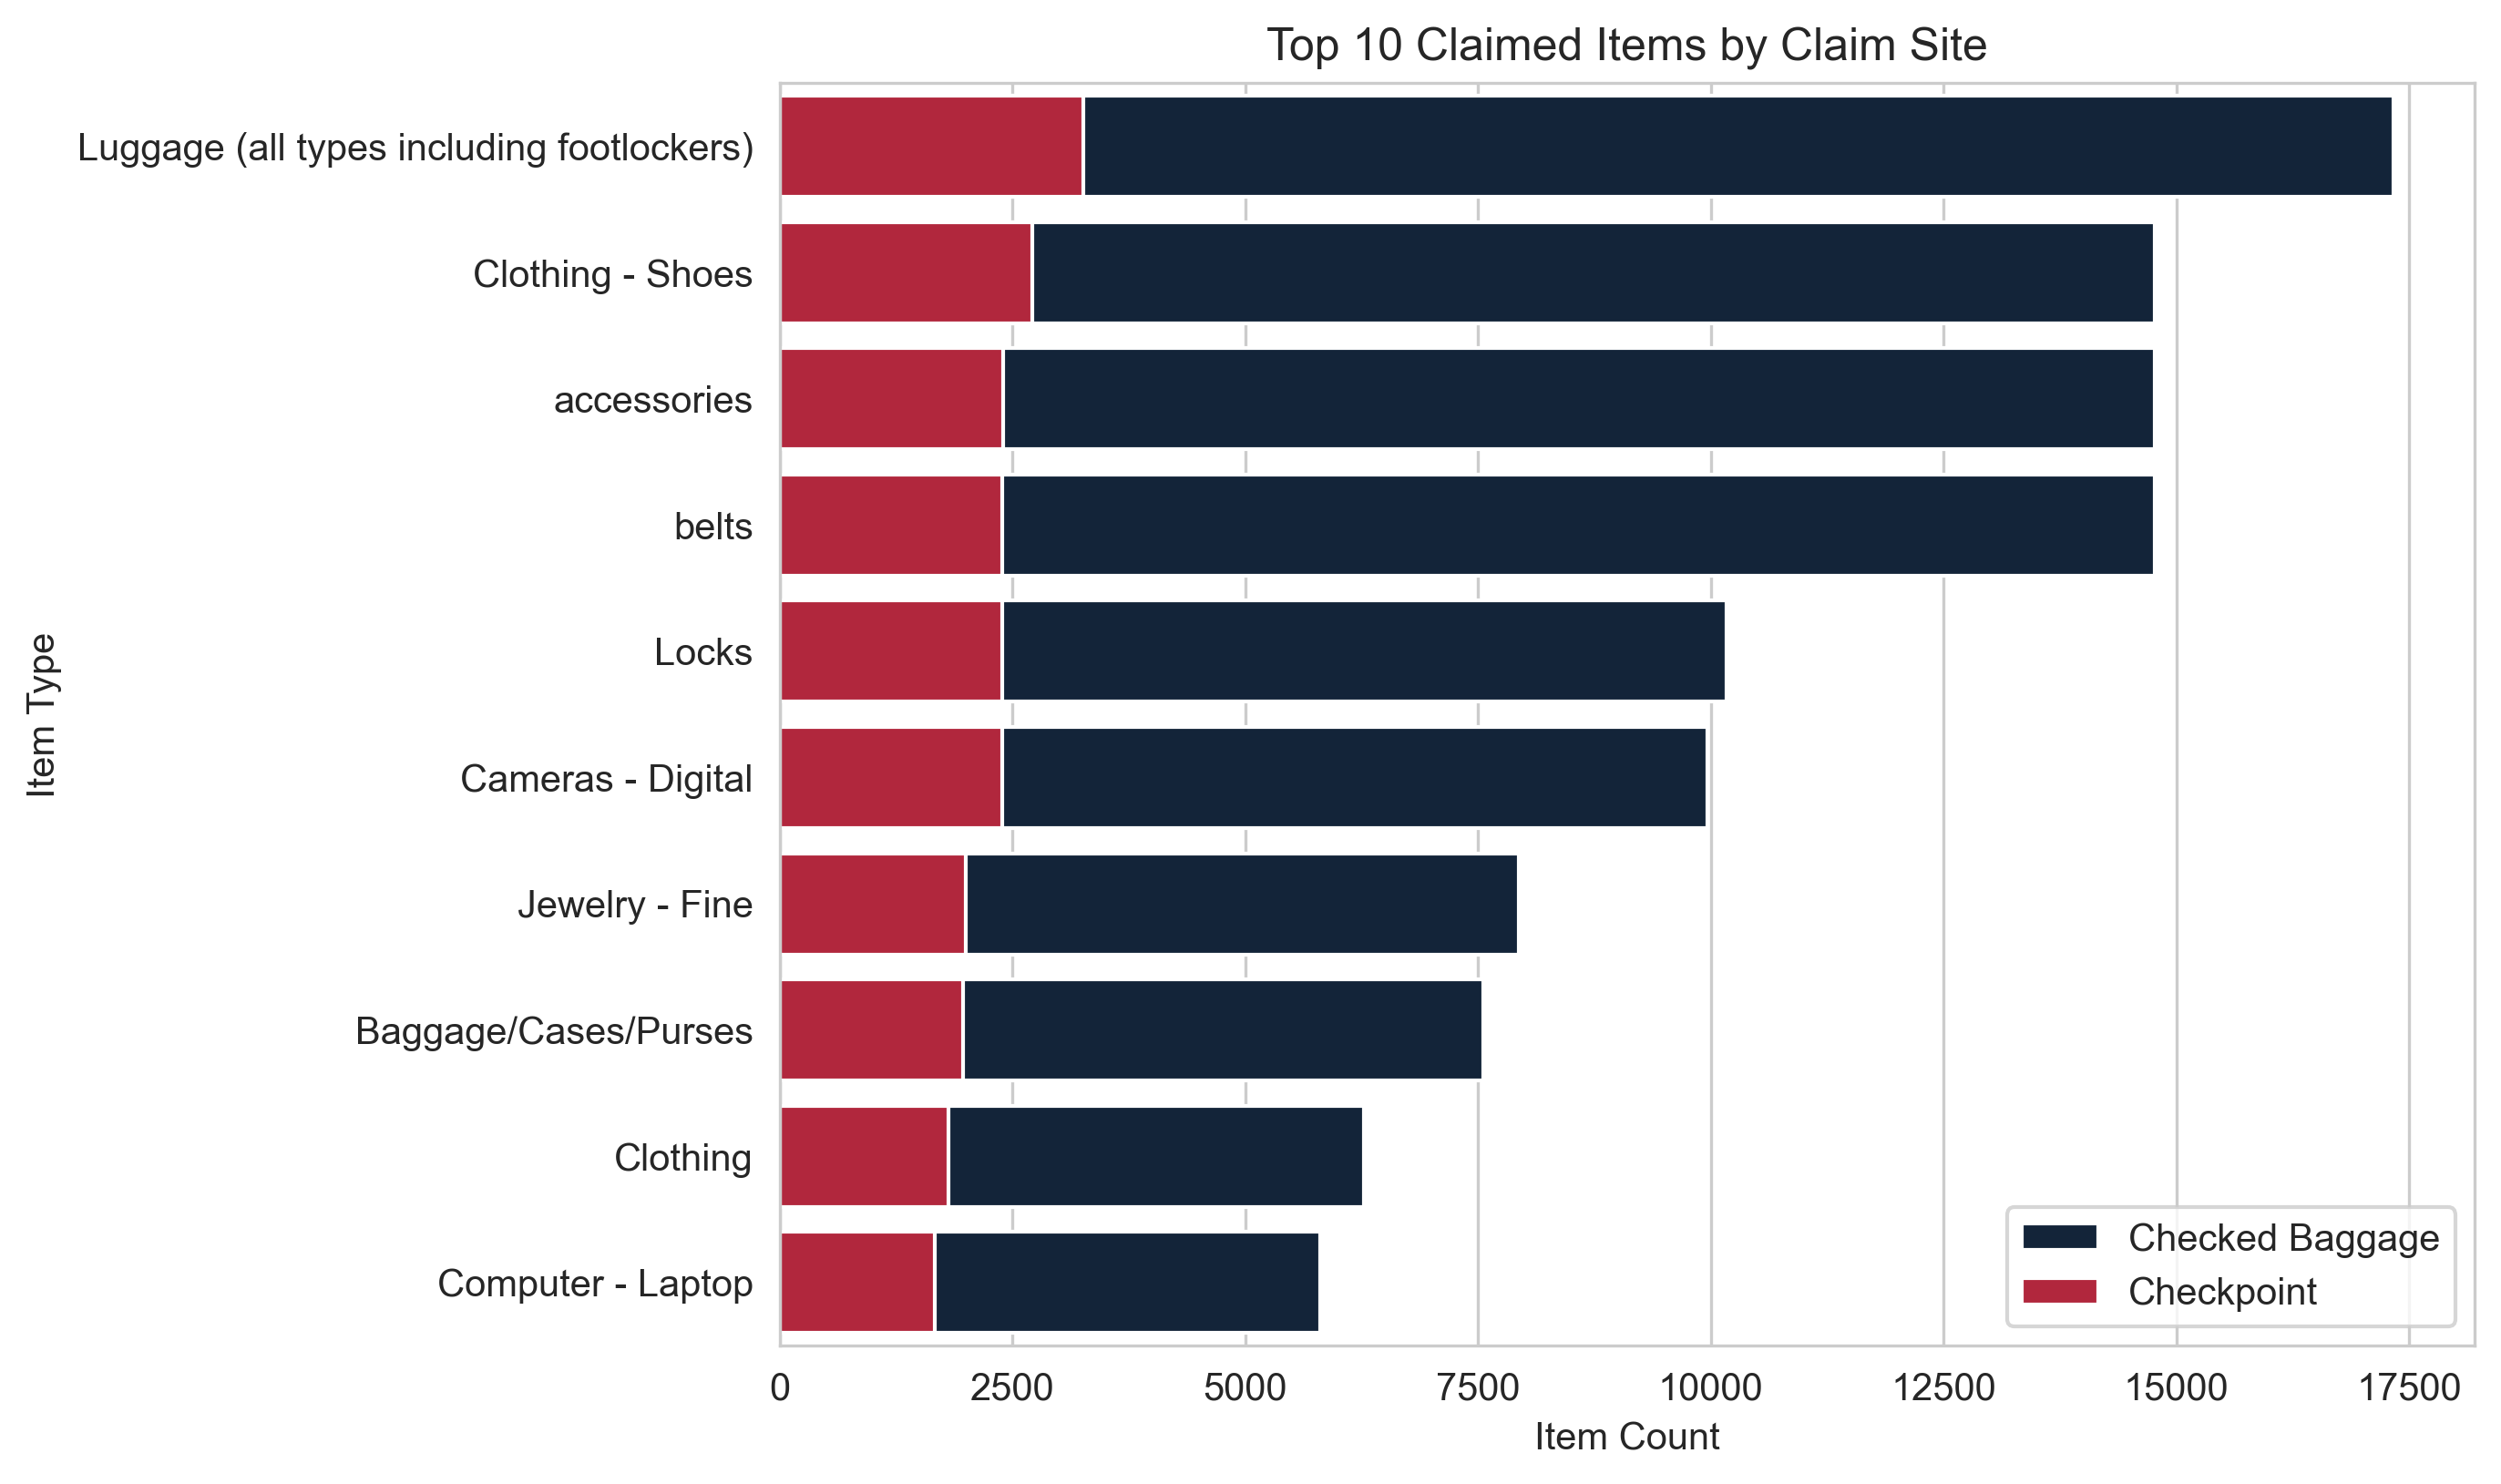 Top 10 Claimed Items by Claim Site
Item Type
Luggage (all types including footlockers)
Clothing - Shoes
accessories
belts
Locks
Cameras - Digital
Jewelry - Fine
Baggage/Cases/Purses
Clothing
Computer - Laptop
Checked Baggage
Checkpoint
0 2500 5000 7500 10000 12500 15000 17500
Item Count